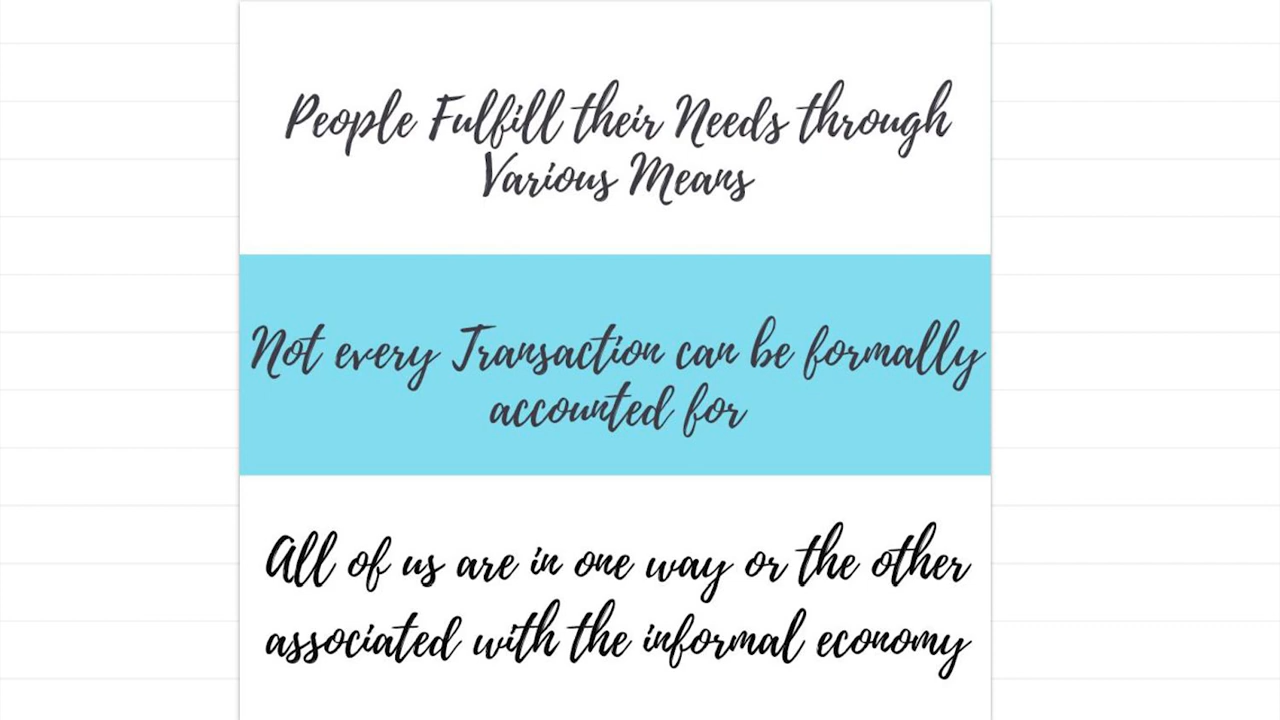 People Fulfill their Needs through
Various Means
Not every Transaction can be formally
accounted for
All of us are in one way or the other
associated with the informal economy